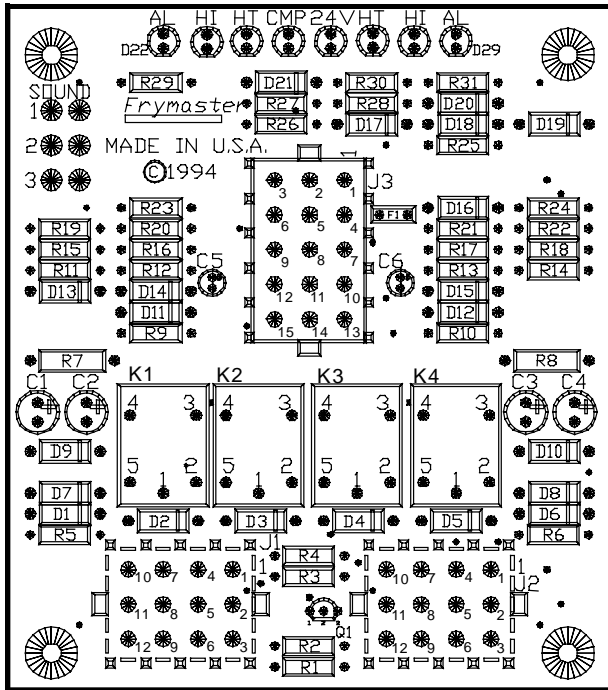 AL HI HT CMP 24V HT HI AL
D22 D29
R29 D21 R30 R31
SOUND R27 R28 D20
1 Frymaster R26 D17 D18 D19
2 MADE IN U.S.A. R25
3 ©1994
1
J3
3 2 1
R23 D16 R24
R19 R20 6 5 4 F1 R21 R22
R15 R16 9 8 7 R17 R18
R11 R12 C5 C6 R13 R14
D13 D14 12 11 10 D15
D11 D12
R9 15 14 13 R10
R7 R8
C1 C2 K1 K2 K3 K4 C3 C4
+ + + +
4 3 4 3 4 3 4 3
D9 D10
5 2 5 2 5 2 5 2
1 1 1 1
D7 D8
D1 D2 D3 D4 D5 D6
R5 R6
J1 R4
1 1
10 7 4 1 R3 10 7 4 1
J2
11 8 5 2 11 8 5 2
Q1
12 9 6 3 R2 12 9 6 3
R1